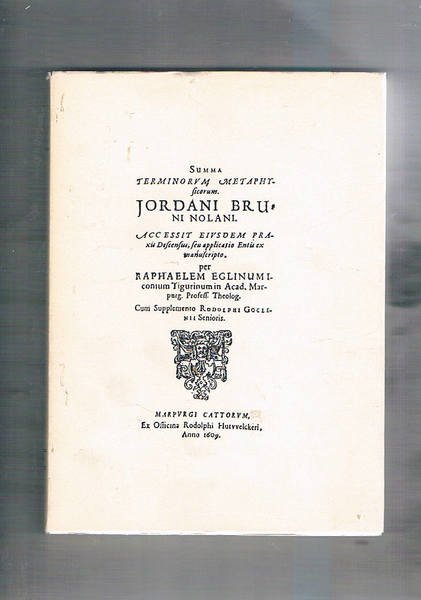 SUMMA
TERMINORVM METAPHY-
sicorum.
JORDANI BRU-
NI NOLANI.
ACCESSIT EIVSDEM PRA-
xis Descensus, seu applicatio Entis ex
manuscripto.
per
RAPHAELEM EGLINUM I-
conium Tigurinum in Acad. Mar-
purg. Profess. Theolog.
Cum Supplemento RODOLPHI GOCLE-
NII Senioris.
MARPVRGI CATTORVM,
Ex Officina Rodolphi Hutvvelckeri,
Anno 1609.